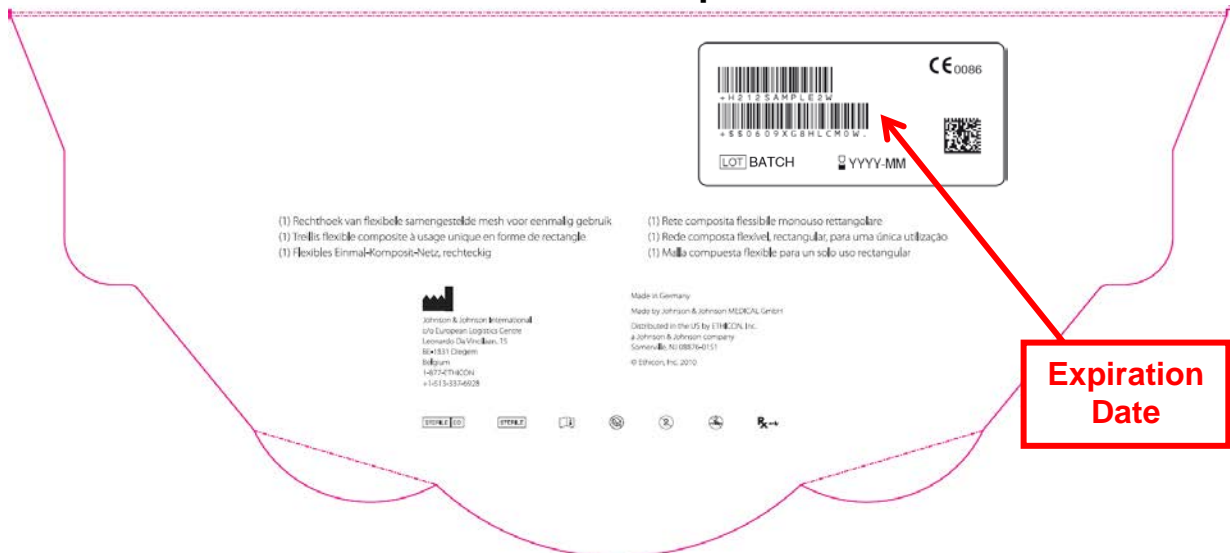 CE 0086
+H212SAMPLE2W
+$$0609XGBHLCM0W.
LOT BATCH
YYYY-MM
(1) Rechthoek van flexibele samengestelde mesh voor eenmalig gebruik
(1) Treillis flexible composite à usage unique en forme de rectangle
(1) Flexibles Einmal-Komposit-Netz, rechteckig
(1) Rete composita flessibile monouso rettangolare
(1) Rede composta flexível, rectangular, para uma única utilização
(1) Malla compuesta flexible para un solo uso rectangular
Johnson & Johnson International
c/o European Logistics Centre
Leonardo Da Vincilaan, 15
BE-1831 Diegem
Belgium
1-877-ETHICON
+1-513-337-6928
Made in Germany
Made by Johnson & Johnson MEDICAL GmbH
Distributed in the US by ETHICON, Inc.
a Johnson & Johnson company
Somerville, NJ 08876-0151
© Ethicon, Inc. 2010
Expiration
Date
STERILE EO
STERILE
2
Rx